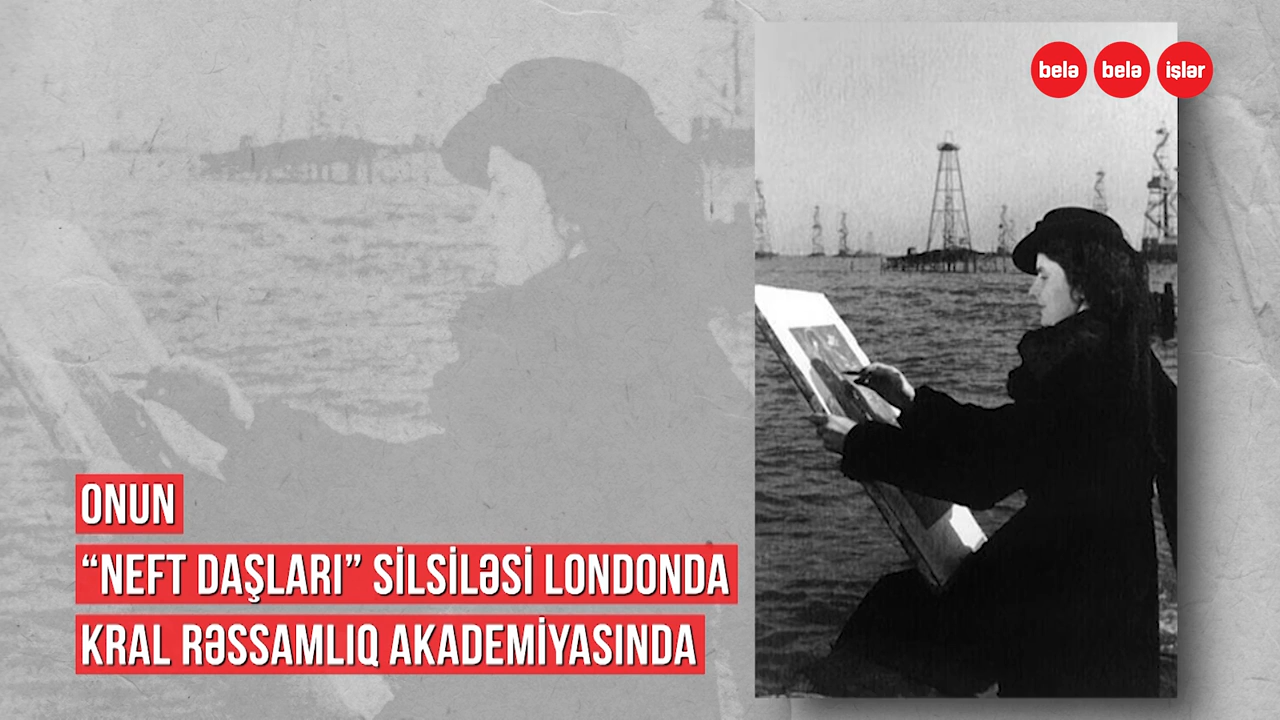 belə belə işlər
ONUN
“NEFT DAŞLARI” SİLSİLƏSİ LONDONDA
KRAL RƏSSAMLIQ AKADEMİYASINDA